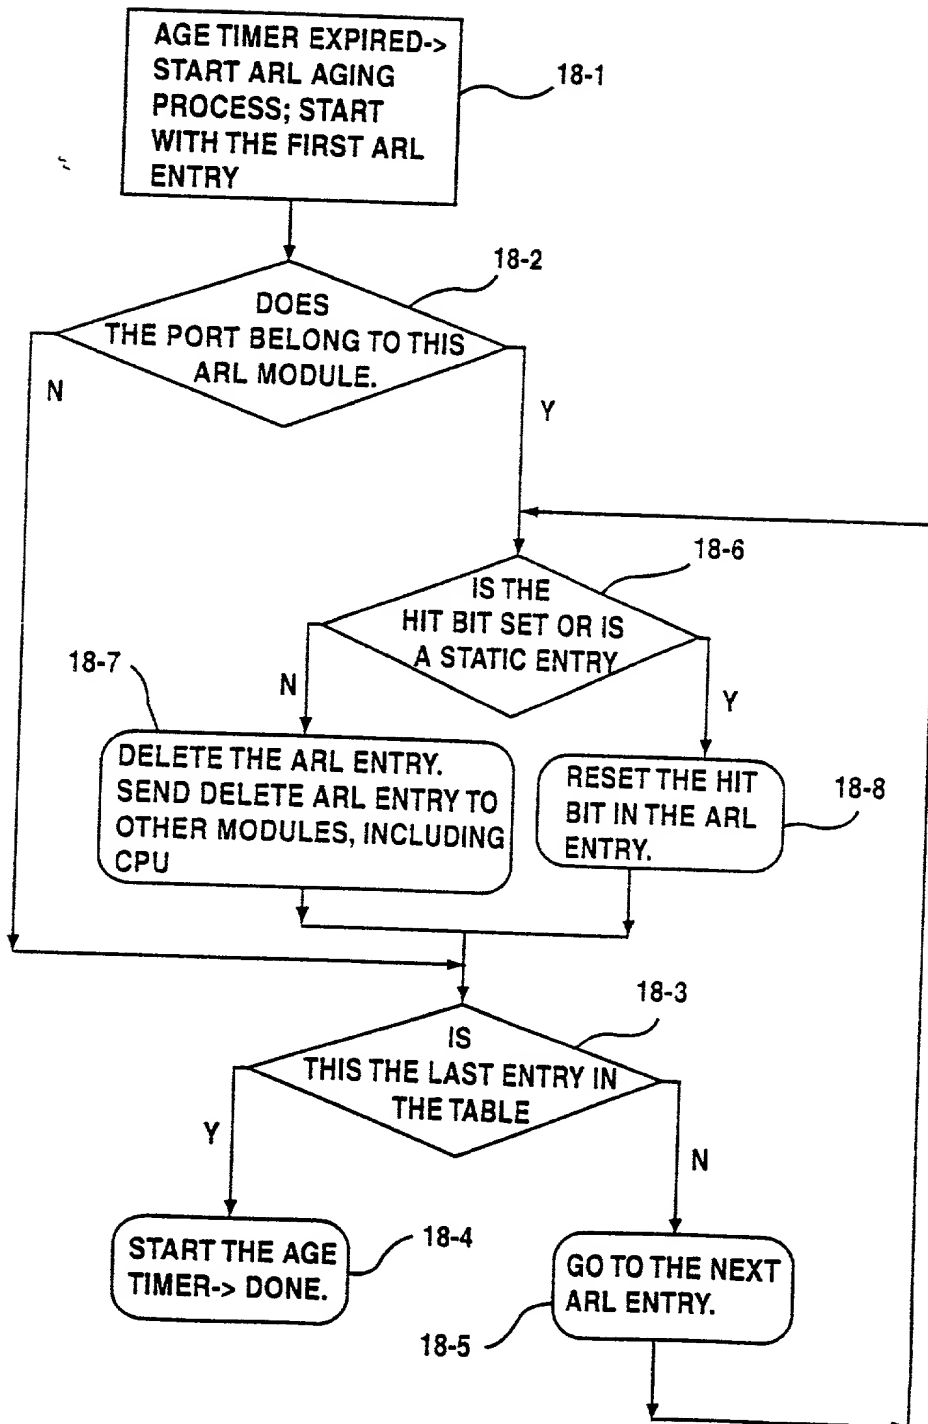 AGE TIMER EXPIRED->
START ARL AGING
PROCESS; START
WITH THE FIRST ARL
ENTRY
18-1
18-2
DOES
THE PORT BELONG TO THIS
ARL MODULE.
N
Y
18-6
IS THE
HIT BIT SET OR IS
A STATIC ENTRY
18-7
N
Y
DELETE THE ARL ENTRY.
SEND DELETE ARL ENTRY TO
OTHER MODULES, INCLUDING
CPU
RESET THE HIT
BIT IN THE ARL
ENTRY.
18-8
18-3
IS
THIS THE LAST ENTRY IN
THE TABLE
Y
N
START THE AGE
TIMER-> DONE.
18-4
GO TO THE NEXT
ARL ENTRY.
18-5